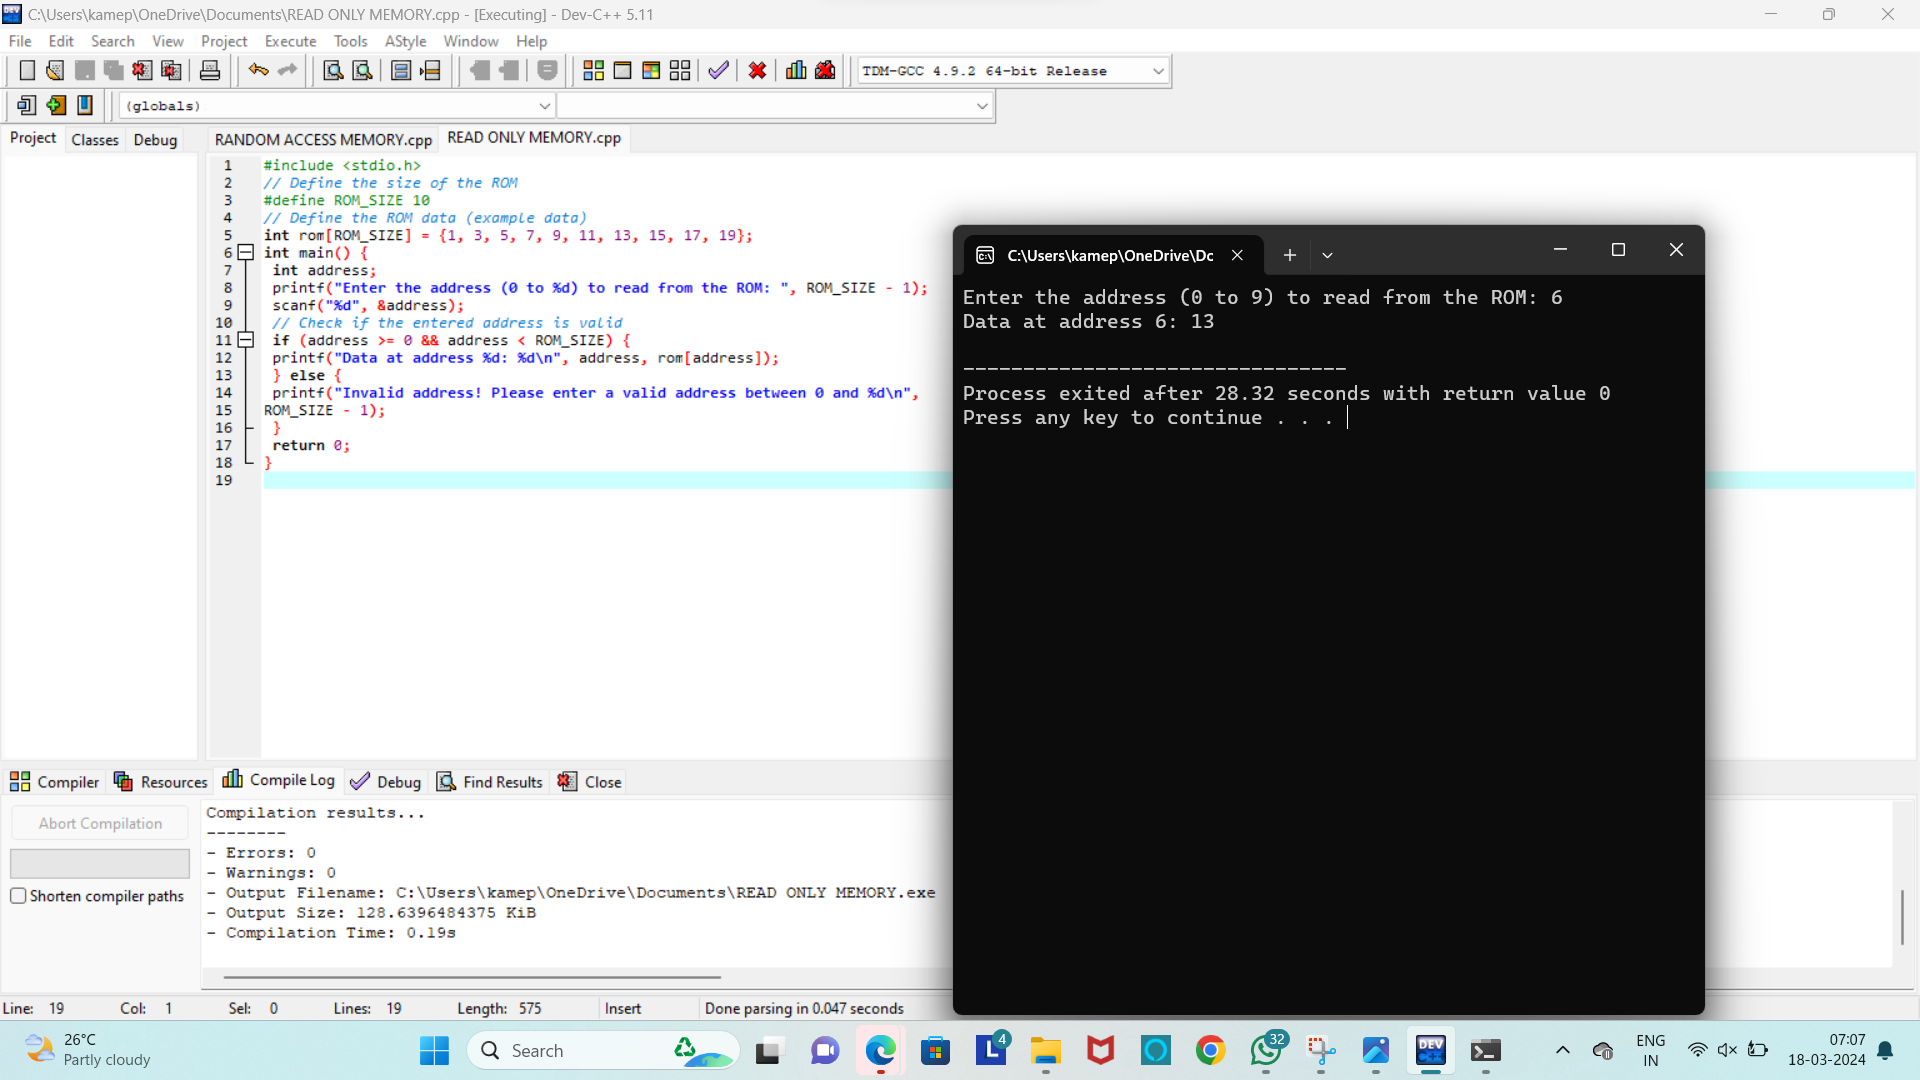 C:\Users\kamep\OneDrive\Documents\READ ONLY MEMORY.cpp - [Executing] - Dev-C++ 5.11
File Edit Search View Project Execute Tools AStyle Window Help
TDM-GCC 4.9.2 64-bit Release
(globals)
Project Classes Debug
RANDOM ACCESS MEMORY.cpp READ ONLY MEMORY.cpp
1 #include <stdio.h>
2 // Define the size of the ROM
3 #define ROM_SIZE 10
4 // Define the ROM data (example data)
5 int rom[ROM_SIZE] = {1, 3, 5, 7, 9, 11, 13, 15, 17, 19};
6 int main() {
7 int address;
8 printf("Enter the address (0 to %d) to read from the ROM: ", ROM_SIZE - 1);
9 scanf("%d", &address);
10 // Check if the entered address is valid
11 if (address >= 0 && address < ROM_SIZE) {
12 printf("Data at address %d: %d\n", address, rom[address]);
13 } else {
14 printf("Invalid address! Please enter a valid address between 0 and %d\n",
15 ROM_SIZE - 1);
16 }
17 return 0;
18 }
19
C:\Users\kamep\OneDrive\Dc
Enter the address (0 to 9) to read from the ROM: 6
Data at address 6: 13
--------------------------------
Process exited after 28.32 seconds with return value 0
Press any key to continue . . .
Compiler Resources Compile Log Debug Find Results Close
Abort Compilation
Shorten compiler paths
Compilation results...
--------
- Errors: 0
- Warnings: 0
- Output Filename: C:\Users\kamep\OneDrive\Documents\READ ONLY MEMORY.exe
- Output Size: 128.6396484375 KiB
- Compilation Time: 0.19s
Line: 19 Col: 1 Sel: 0 Lines: 19 Length: 575 Insert Done parsing in 0.047 seconds
26°C
Partly cloudy
Search
L 4
32
DEV C++
ENG
IN
07:07
18-03-2024